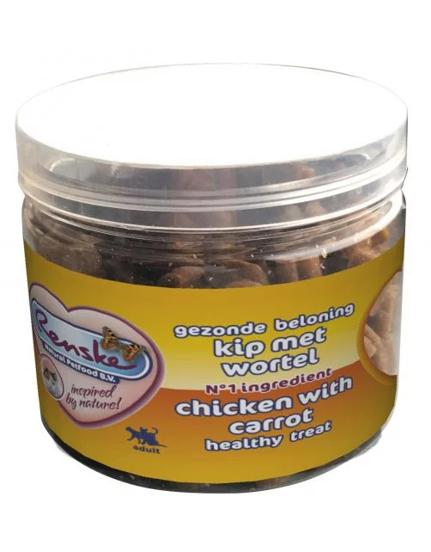 Renske
Natural Petfood B.V.
inspired
by nature!
adult
gezonde beloning
kip met
wortel
N°1 ingredient
chicken with
carrot
healthy treat